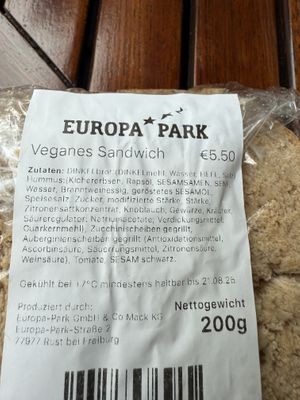 EUROPA PARK
Veganes Sandwich €5.50
Zutaten: DINKELbrot (DINKELmehl, Wasser, HEFE, Salz
Hummus:(Kichererbsen, Rapsöl, SESAMSAMEN, SENF
Wasser, Branntweinessig, geröstetes SESAMÖL,
Speisesalz, Zucker, modifizierte Stärke, Stärke,
Zitronensaftkonzentrat, Knoblauch, Gewürze, Kräuter,
Säureregulator: Natriumacetate; Verdickungsmittel:
Guarkernmehl), Zucchinischeiben gegrillt,
Auberginenscheiben gegrillt (Antioxidationsmittel,
Ascorbinsäure, Säuerungsmittel, Zitronensäure,
Weinsäure), Tomate, SESAM schwarz.
Gekühlt bei +7°C mindestens haltbar bis
Produziert durch: Nettogewicht
Europa-Park GmbH & Co Mack KG 200g
Europa-Park-Straße 2
77977 Rust bei Freiburg